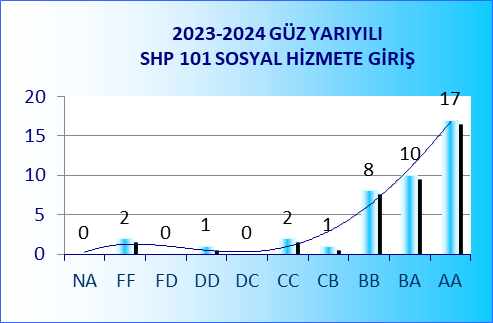 2023-2024 GÜZ YARIYILI
SHP 101 SOSYAL HİZMETE GİRİŞ
20
15
10
5
0
0 2 0 1 0 2 1 8 10 17
NA FF FD DD DC CC CB BB BA AA